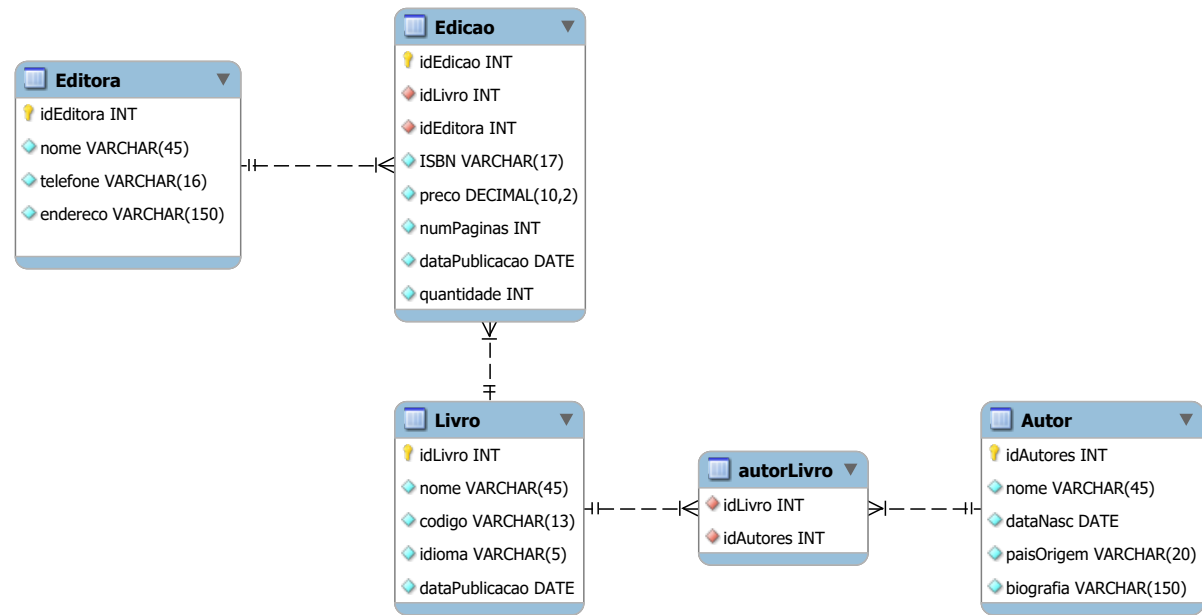 Editora
idEditora INT
nome VARCHAR(45)
telefone VARCHAR(16)
endereco VARCHAR(150)
Edicao
idEdicao INT
idLivro INT
idEditora INT
ISBN VARCHAR(17)
preco DECIMAL(10,2)
numPaginas INT
dataPublicacao DATE
quantidade INT
Livro
idLivro INT
nome VARCHAR(45)
codigo VARCHAR(13)
idioma VARCHAR(5)
dataPublicacao DATE
autorLivro
idLivro INT
idAutores INT
Autor
idAutores INT
nome VARCHAR(45)
dataNasc DATE
paisOrigem VARCHAR(20)
biografia VARCHAR(150)